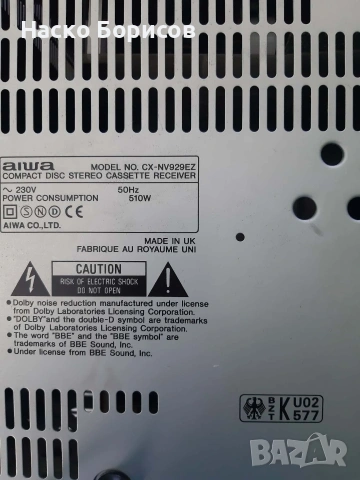 Наско Борисов
aiwa MODEL NO. CX-NV929EZ
COMPACT DISC STEREO CASSETTE RECEIVER
~ 230V 50Hz
POWER CONSUMPTION 510W
S N D C E
AIWA CO.,LTD.
MADE IN UK
FABRIQUE AU ROYAUME UNI
CAUTION
RISK OF ELECTRIC SHOCK
DO NOT OPEN
• Dolby noise reduction manufactured under license
from Dolby Laboratories Licensing Corporation.
• "DOLBY"and the double-D symbol are trademarks
of Dolby Laboratories Licensing Corporation.
• The word "BBE" and the "BBE symbol" are
trademarks of BBE Sound, Inc.
• Under license from BBE Sound, Inc.
BZT K U02
577
BAZAR
bg